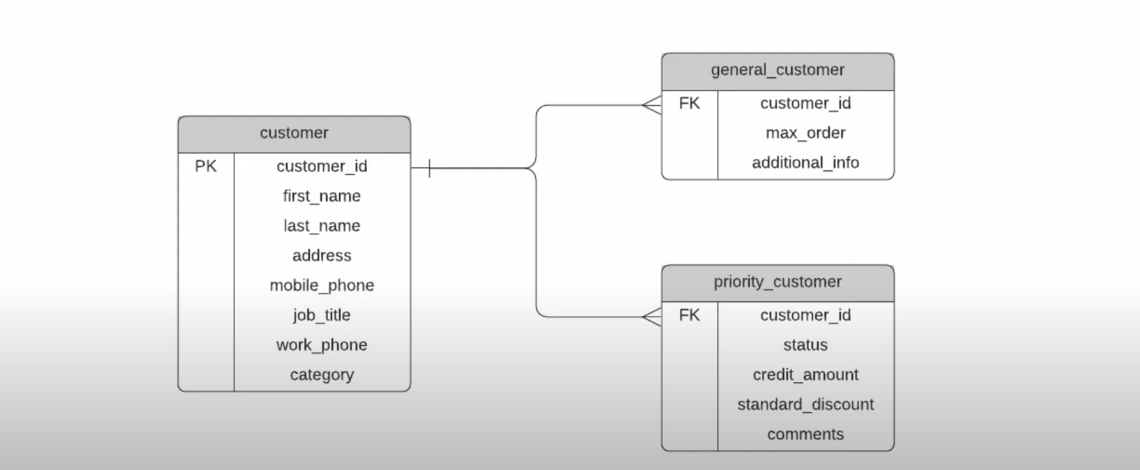 customer
PK customer_id
first_name
last_name
address
mobile_phone
job_title
work_phone
category
general_customer
FK customer_id
max_order
additional_info
priority_customer
FK customer_id
status
credit_amount
standard_discount
comments